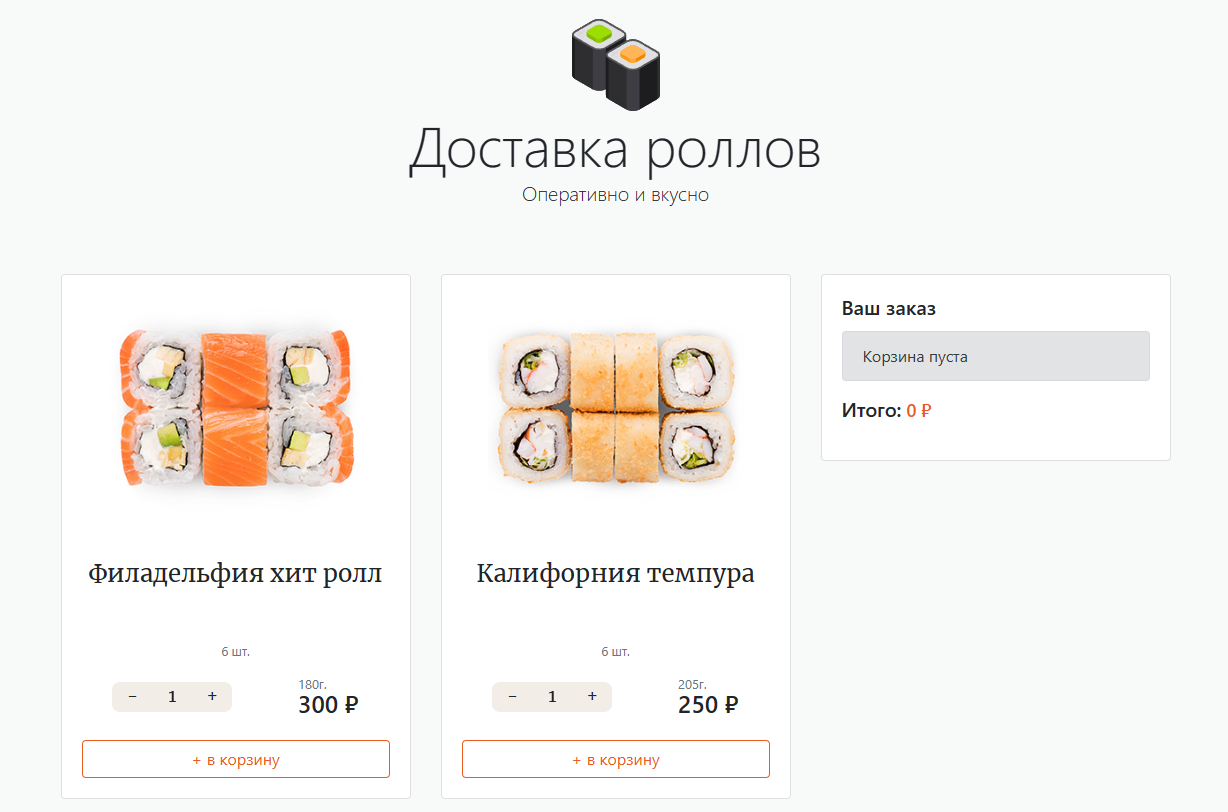 Доставка роллов
Оперативно и вкусно
Филадельфия хит ролл
6 шт.
− 1 +
180г.
300 ₽
+ в корзину
Калифорния темпура
6 шт.
− 1 +
205г.
250 ₽
+ в корзину
Ваш заказ
Корзина пуста
Итого: 0 ₽